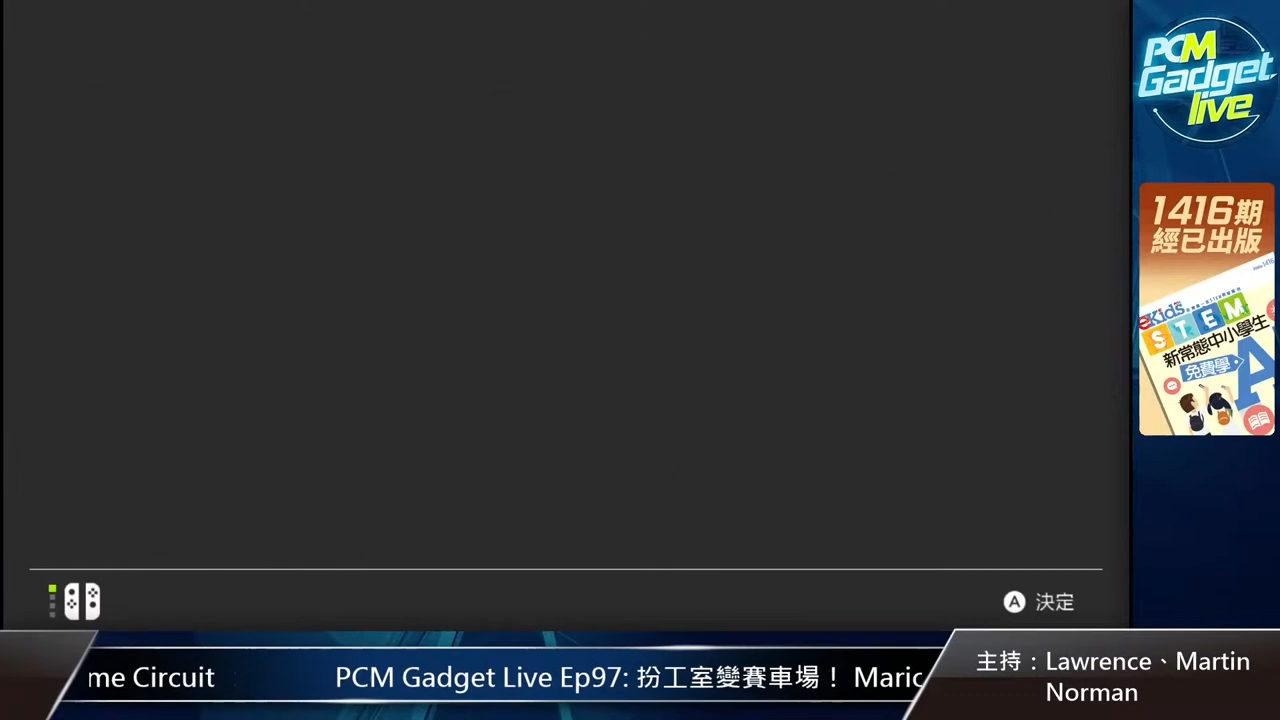 PCM
Gadget
live
1416期
經已出版
eKids
STEM
新常態中小學生
免費學
A
A 決定
me Circuit
PCM Gadget Live Ep97: 扮工室變賽車場！ Maric
主持：Lawrence、Martin
Norman